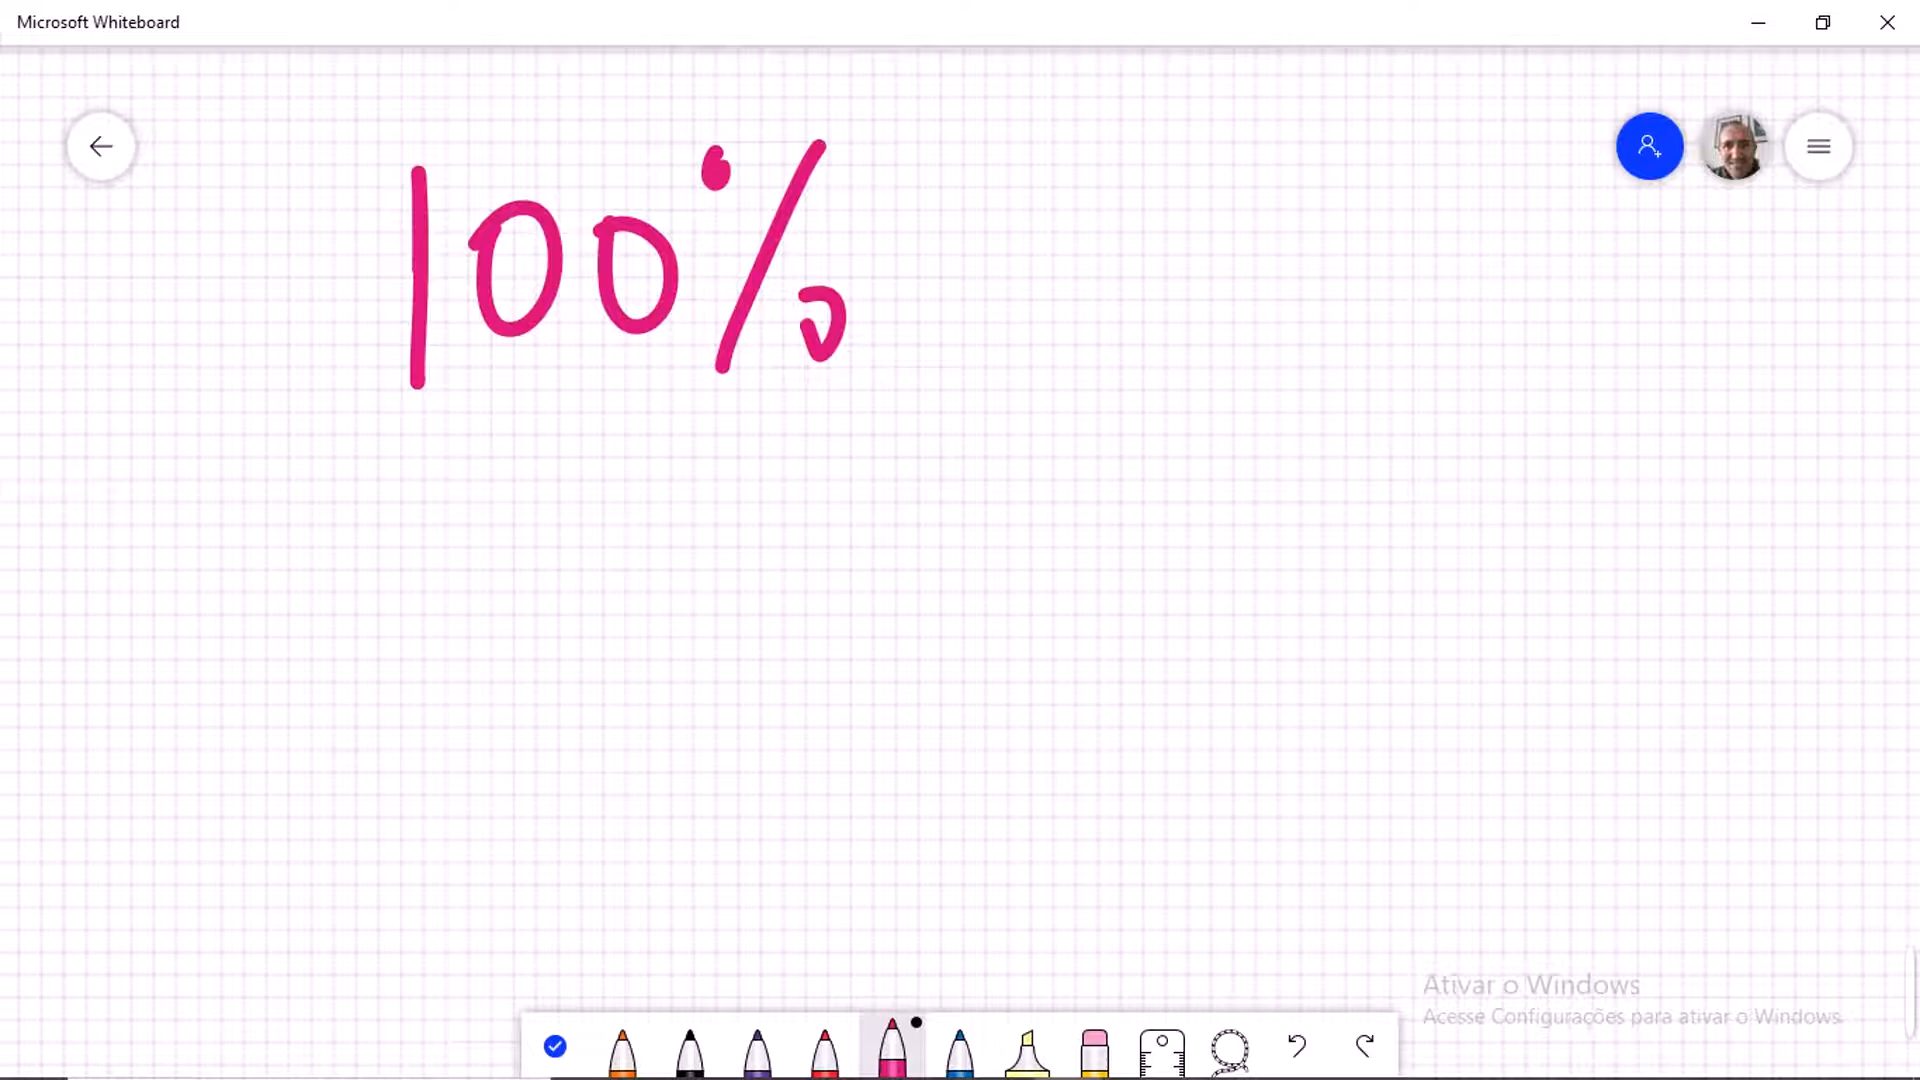 Microsoft Whiteboard
100%
Ativar o Windows
Acesse Configurações para ativar o Windows.